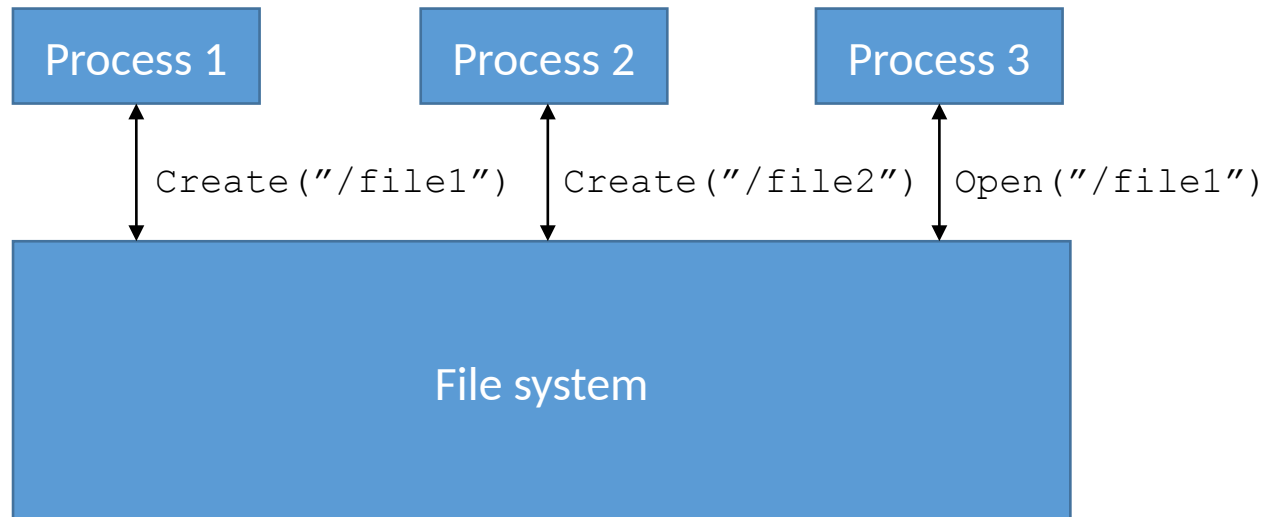 Process 1
Process 2
Process 3
Create(”/file1”)
Create(”/file2”)
Open(”/file1”)
File system